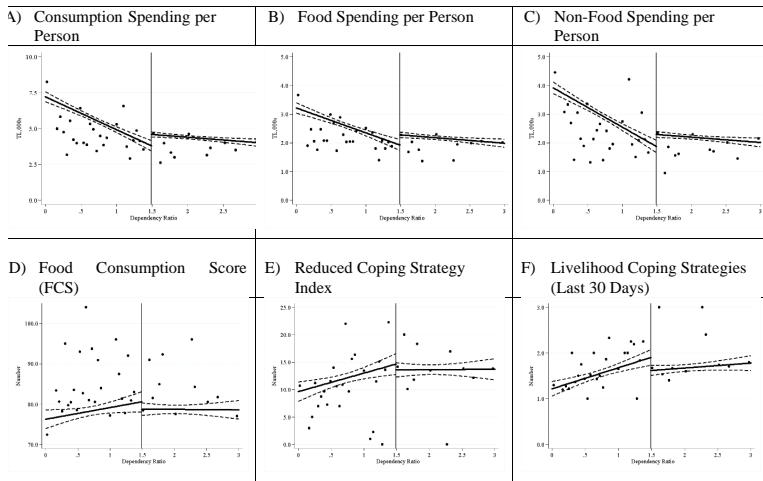 A) Consumption Spending per
Person
B) Food Spending per Person
C) Non-Food Spending per
Person
10.0
7.5
5.0
2.5
0.0
TL,000s
0 .5 1 1.5 2 2.5
Dependency Ratio
5.0
4.0
3.0
2.0
1.0
0.0
TL,000s
0 .5 1 1.5 2 2.5 3
Dependency Ratio
5.0
4.0
3.0
2.0
1.0
0.0
TL,000s
0 .5 1 1.5 2 2.5 3
Dependency Ratio
D) Food Consumption Score
(FCS)
E) Reduced Coping Strategy
Index
F) Livelihood Coping Strategies
(Last 30 Days)
100.0
90.0
80.0
70.0
Number
0 .5 1 1.5 2 2.5 3
Dependency Ratio
25.0
20.0
15.0
10.0
5.0
0.0
Number
0 .5 1 1.5 2 2.5 3
Dependency Ratio
3.0
2.0
1.0
0.0
Number
0 .5 1 1.5 2 2.5 3
Dependency Ratio